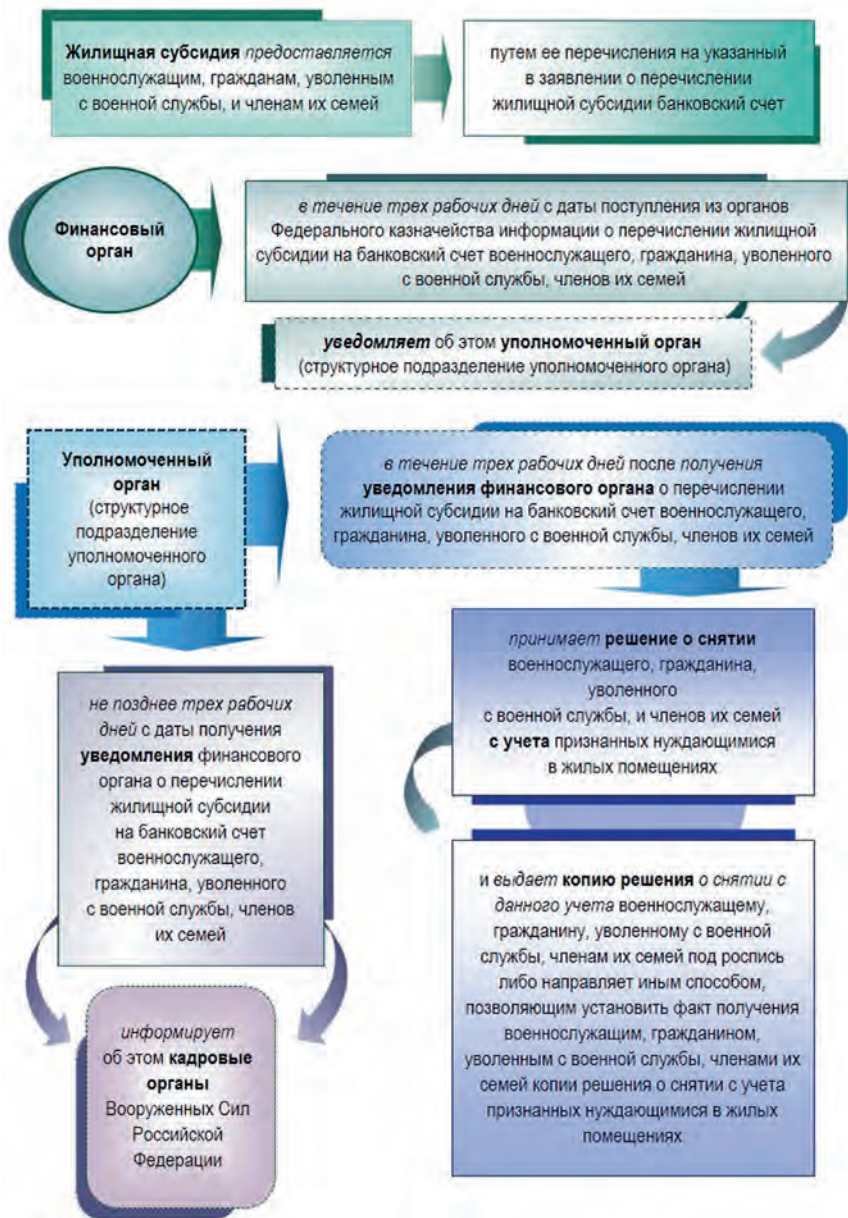 Жилищная субсидия предоставляется
военнослужащим, гражданам, уволенным
с военной службы, и членам их семей
путем ее перечисления на указанный
в заявлении о перечислении
жилищной субсидии банковский счет
Финансовый
орган
в течение трех рабочих дней с даты поступления из органов
Федерального казначейства информации о перечислении жилищной
субсидии на банковский счет военнослужащего, гражданина, уволенного
с военной службы, членов их семей
уведомляет об этом уполномоченный орган
(структурное подразделение уполномоченного органа)
Уполномоченный
орган
(структурное
подразделение
уполномоченного
органа)
в течение трех рабочих дней после получения
уведомления финансового органа о перечислении
жилищной субсидии на банковский счет военнослужащего,
гражданина, уволенного с военной службы, членов их семей
принимает решение о снятии
военнослужащего, гражданина,
уволенного
с военной службы, и членов их семей
с учета признанных нуждающимися
в жилых помещениях
и выдает копию решения о снятии с
данного учета военнослужащему,
гражданину, уволенному с военной
службы, членам их семей под роспись
либо направляет иным способом,
позволяющим установить факт получения
военнослужащим, гражданином,
уволенным с военной службы, членами их
семей копии решения о снятии с учета
признанных нуждающимися в жилых
помещениях
не позднее трех рабочих
дней с даты получения
уведомления финансового
органа о перечислении
жилищной субсидии
на банковский счет
военнослужащего,
гражданина, уволенного
с военной службы, членов
их семей
информирует
об этом кадровые
органы
Вооруженных Сил
Российской
Федерации